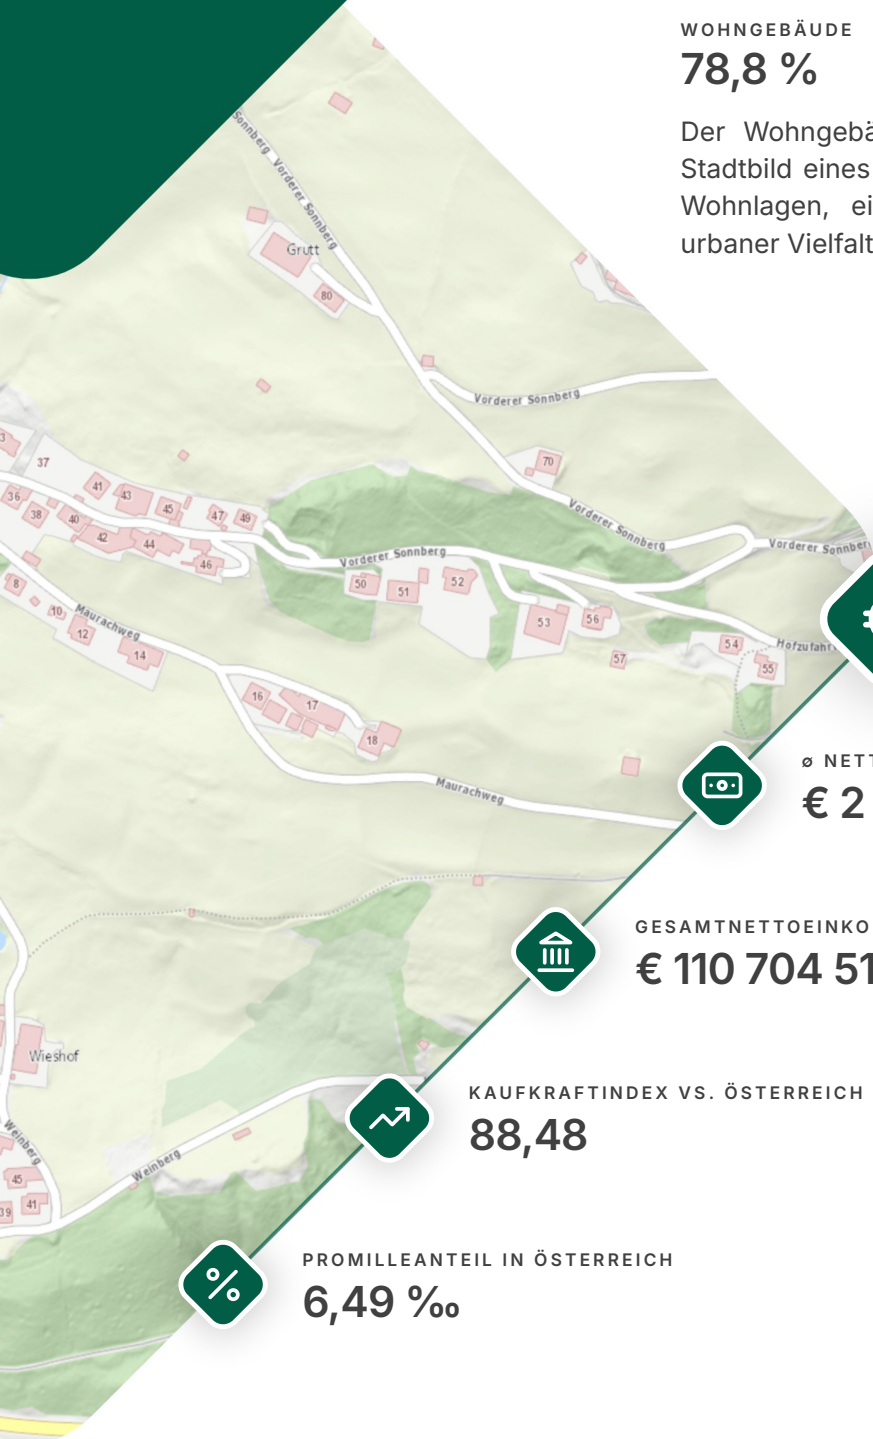 WOHNGEBÄUDE
78,8 %
Der Wohngebä
Stadtbild eines
Wohnlagen, ei
urbaner Vielfalt
Sonnberg
Vorderer Sonnberg
Grutt
80
Vorderer Sonnberg
70
37
41
43
45
47
49
36
38
40
42
44
46
Vorderer Sonnberg
Vorderer Sonnberg
Vorderer Sonnber
50
51
52
53
56
57
54
55
Hofzufahrt
8
10
12
14
Maurachweg
16
17
18
Maurachweg
ø NETT
€ 2
GESAMTNETTOEINKO
€ 110 704 51
Wieshof
KAUFKRAFTINDEX VS. ÖSTERREICH
88,48
Weinberg
Weinberg
45
41
39
PROMILLEANTEIL IN ÖSTERREICH
6,49 ‰